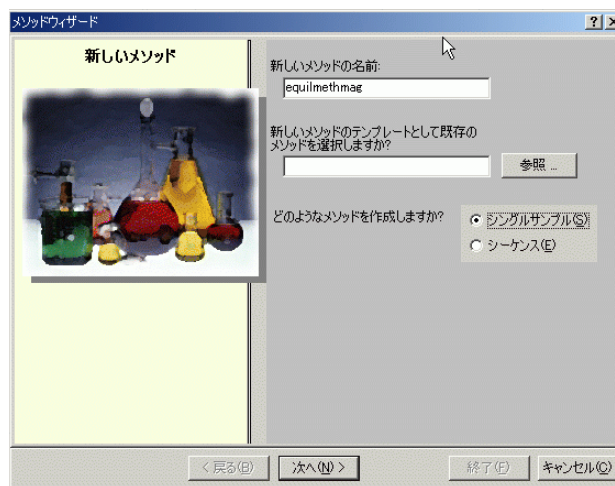 メソッドウィザード
新しいメソッド
新しいメソッドの名前:
equilmethmag
新しいメソッドのテンプレートとして既存の
メソッドを選択しますか?
参照 ...
どのようなメソッドを作成しますか?
シングルサンプル(S)
シーケンス(E)
< 戻る(B)
次へ(N) >
終了(F)
キャンセル(C)